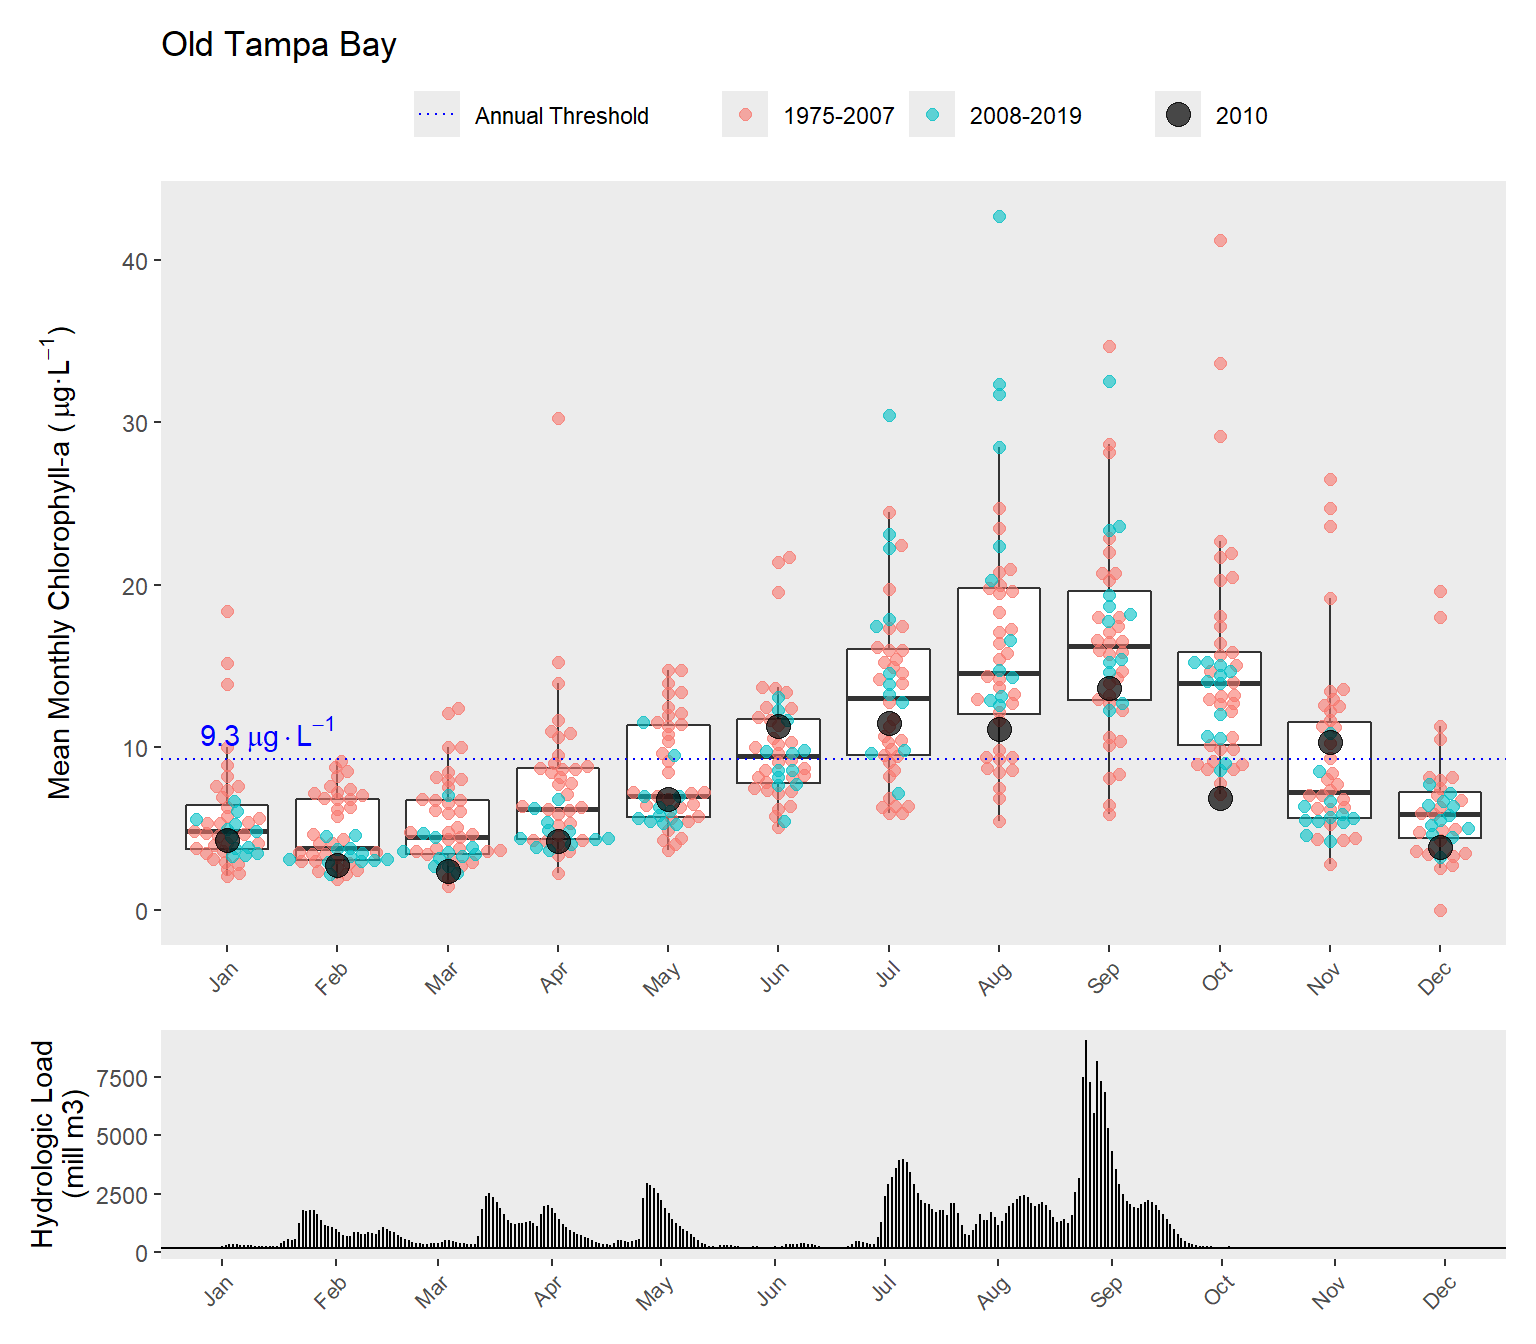 Old Tampa Bay
Annual Threshold
1975-2007
2008-2019
2010
Mean Monthly Chlorophyll-a ( μg·L⁻¹)
40
30
20
10
0
9.3 μg·L⁻¹
Jan
Feb
Mar
Apr
May
Jun
Jul
Aug
Sep
Oct
Nov
Dec
Hydrologic Load
(mill m3)
7500
5000
2500
0
Jan
Feb
Mar
Apr
May
Jun
Jul
Aug
Sep
Oct
Nov
Dec